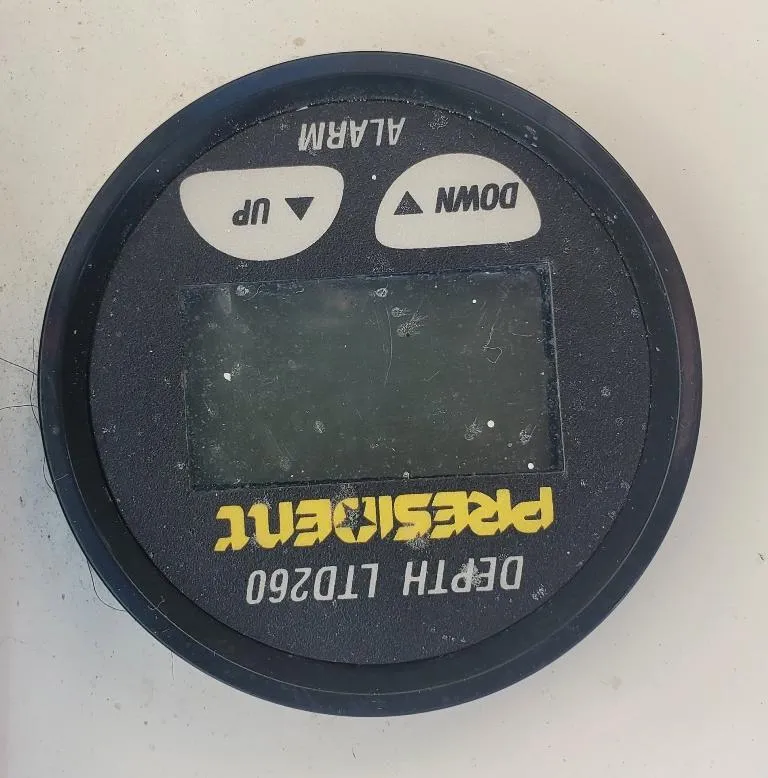 DEPTH LTD260
PRESIDENT
DOWN UP
ALARM